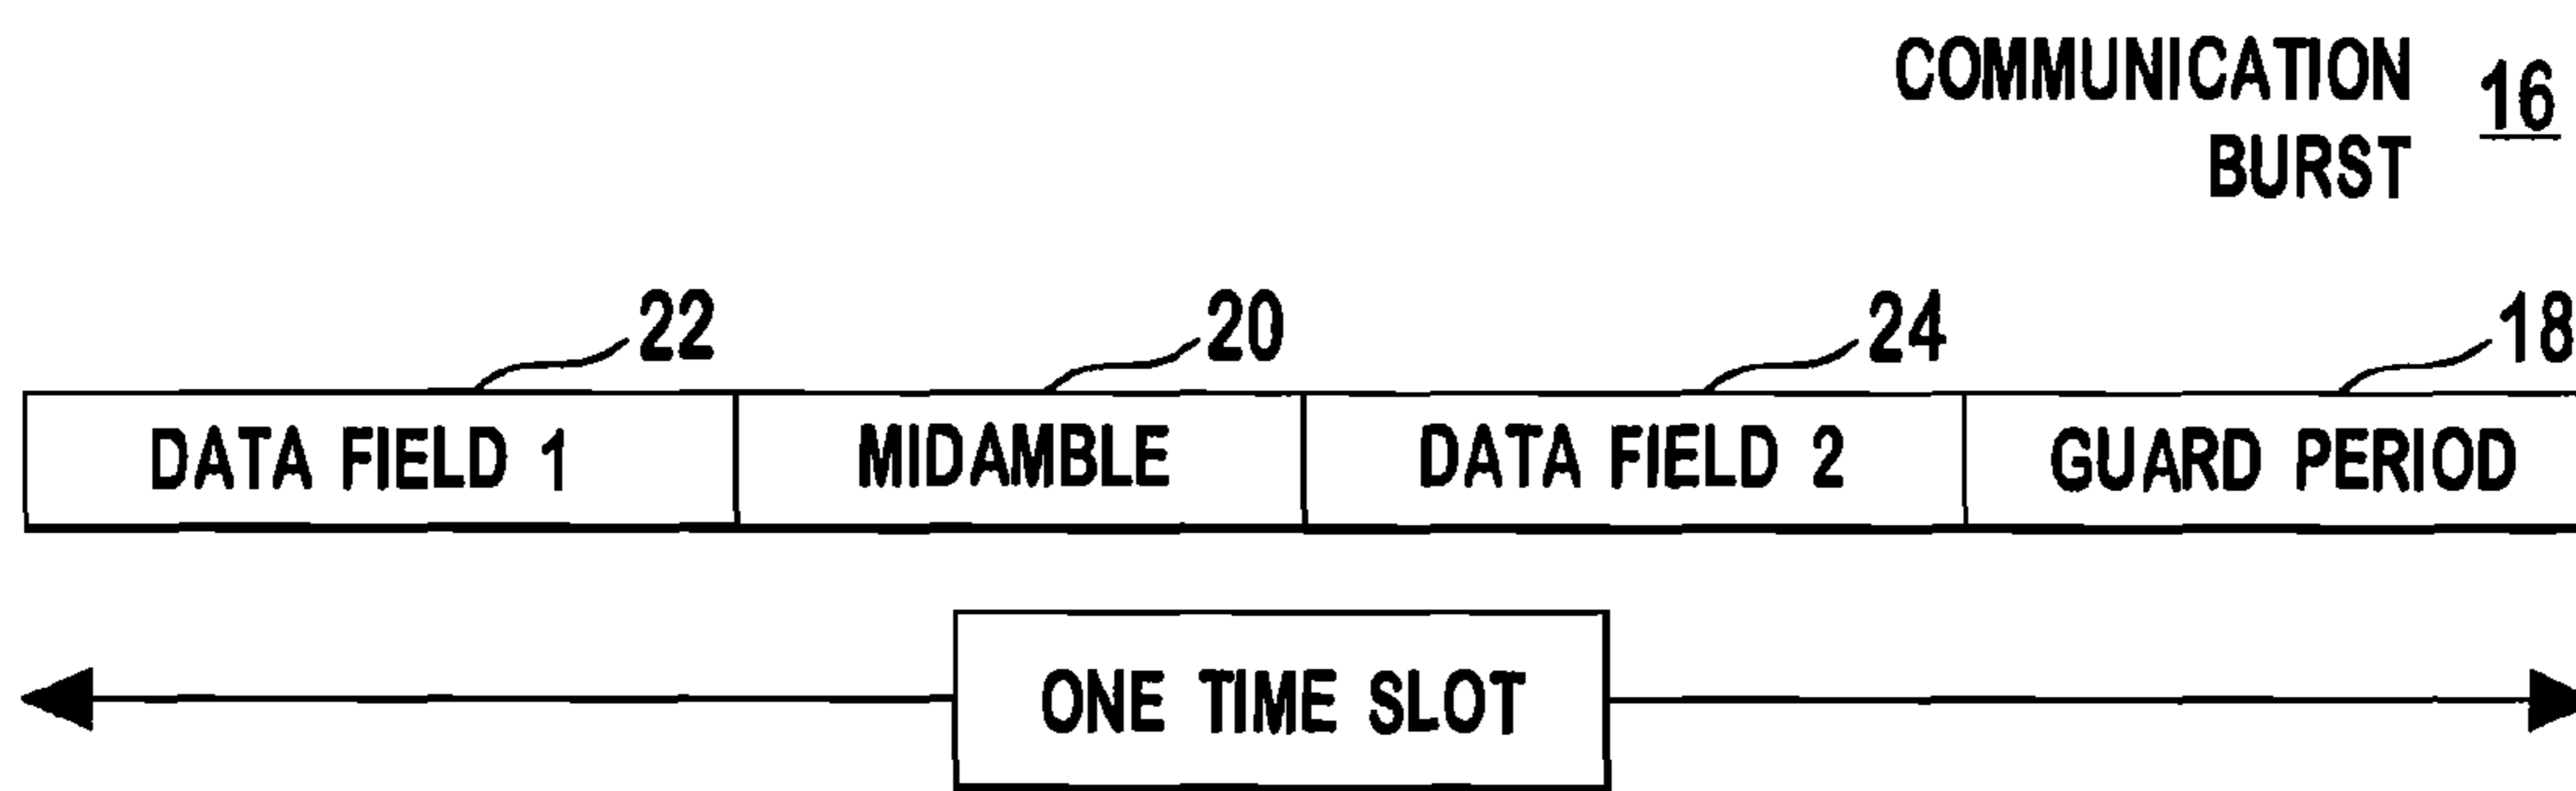 COMMUNICATION 16
BURST
22 20 24 18
DATA FIELD 1 MIDAMBLE DATA FIELD 2 GUARD PERIOD
ONE TIME SLOT